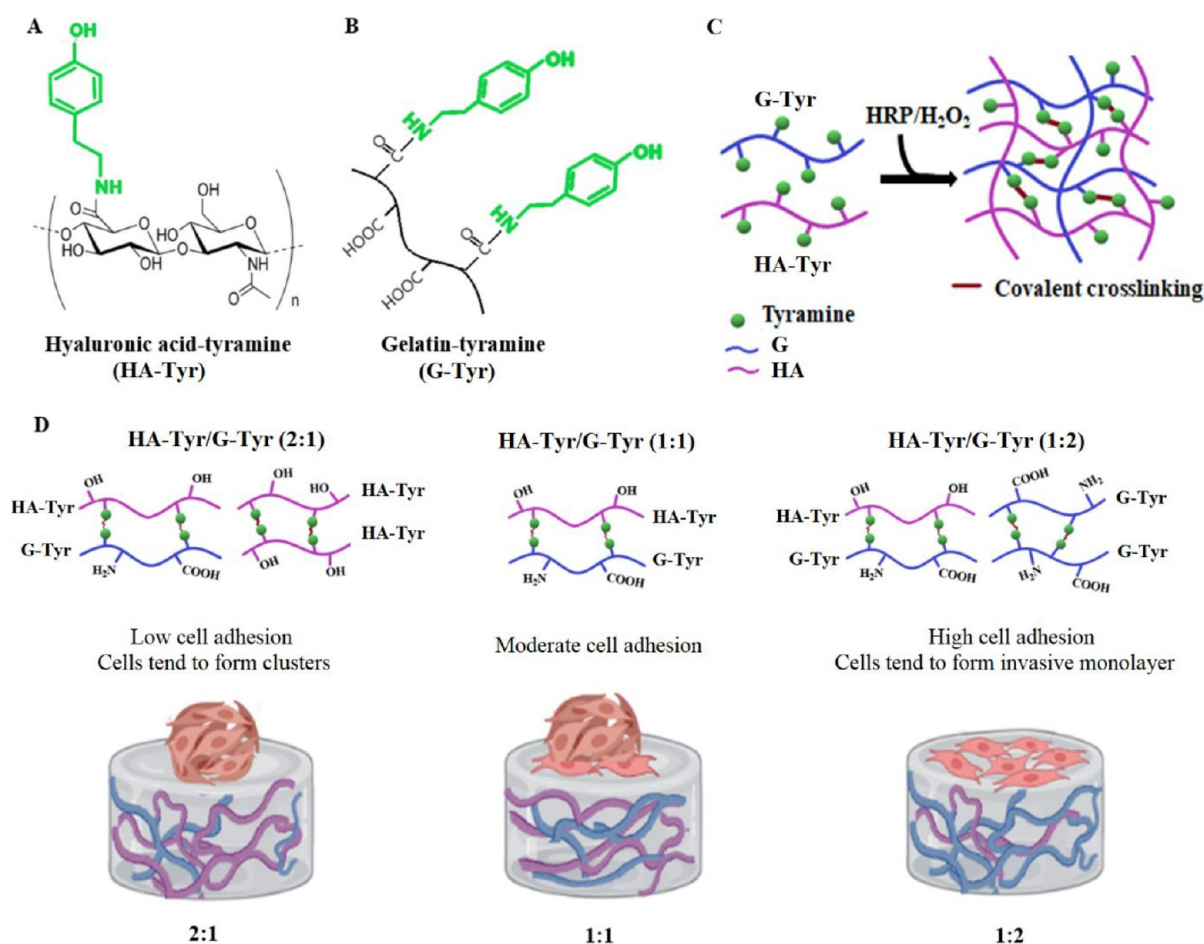 A
OH
NH
O
O
OH
O
HO
O
HO
OH
O
NH
O
n
Hyaluronic acid-tyramine
(HA-Tyr)
B
OH
HN
O
C
OH
HN
O
C
HOOC
HOOC
Gelatin-tyramine
(G-Tyr)
C
G-Tyr
HRP/H₂O₂
HA-Tyr
Covalent crosslinking
Tyramine
G
HA
D
HA-Tyr/G-Tyr (2:1)
OH
OH
OH
HO
HA-Tyr
HA-Tyr
HA-Tyr
G-Tyr
H₂N
COOH
OH
OH
Low cell adhesion
Cells tend to form clusters
2:1
HA-Tyr/G-Tyr (1:1)
OH
OH
HA-Tyr
G-Tyr
H₂N
COOH
Moderate cell adhesion
1:1
HA-Tyr/G-Tyr (1:2)
OH
OH
COOH
NH₂
HA-Tyr
G-Tyr
G-Tyr
G-Tyr
H₂N
COOH
H₂N
COOH
High cell adhesion
Cells tend to form invasive monolayer
1:2